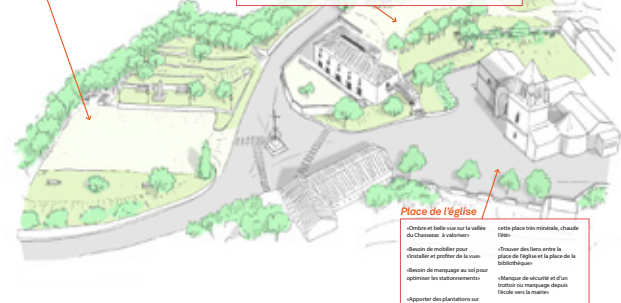 Place de l'église
«Ombre et belle vue sur la vallée
du Chassezac à valoriser»
«Besoin de mobilier pour
s'installer et profiter de la vue»
«Besoin de marquage au sol pour
optimiser les stationnements»
«Apporter des plantations sur
cette place très minérale, chaude
l'été»
«Trouver des liens entre la
place de l'église et la place de la
bibliothèque»
«Manque de sécurité et d'un
trottoir ou marquage depuis
l'école vers la mairie»